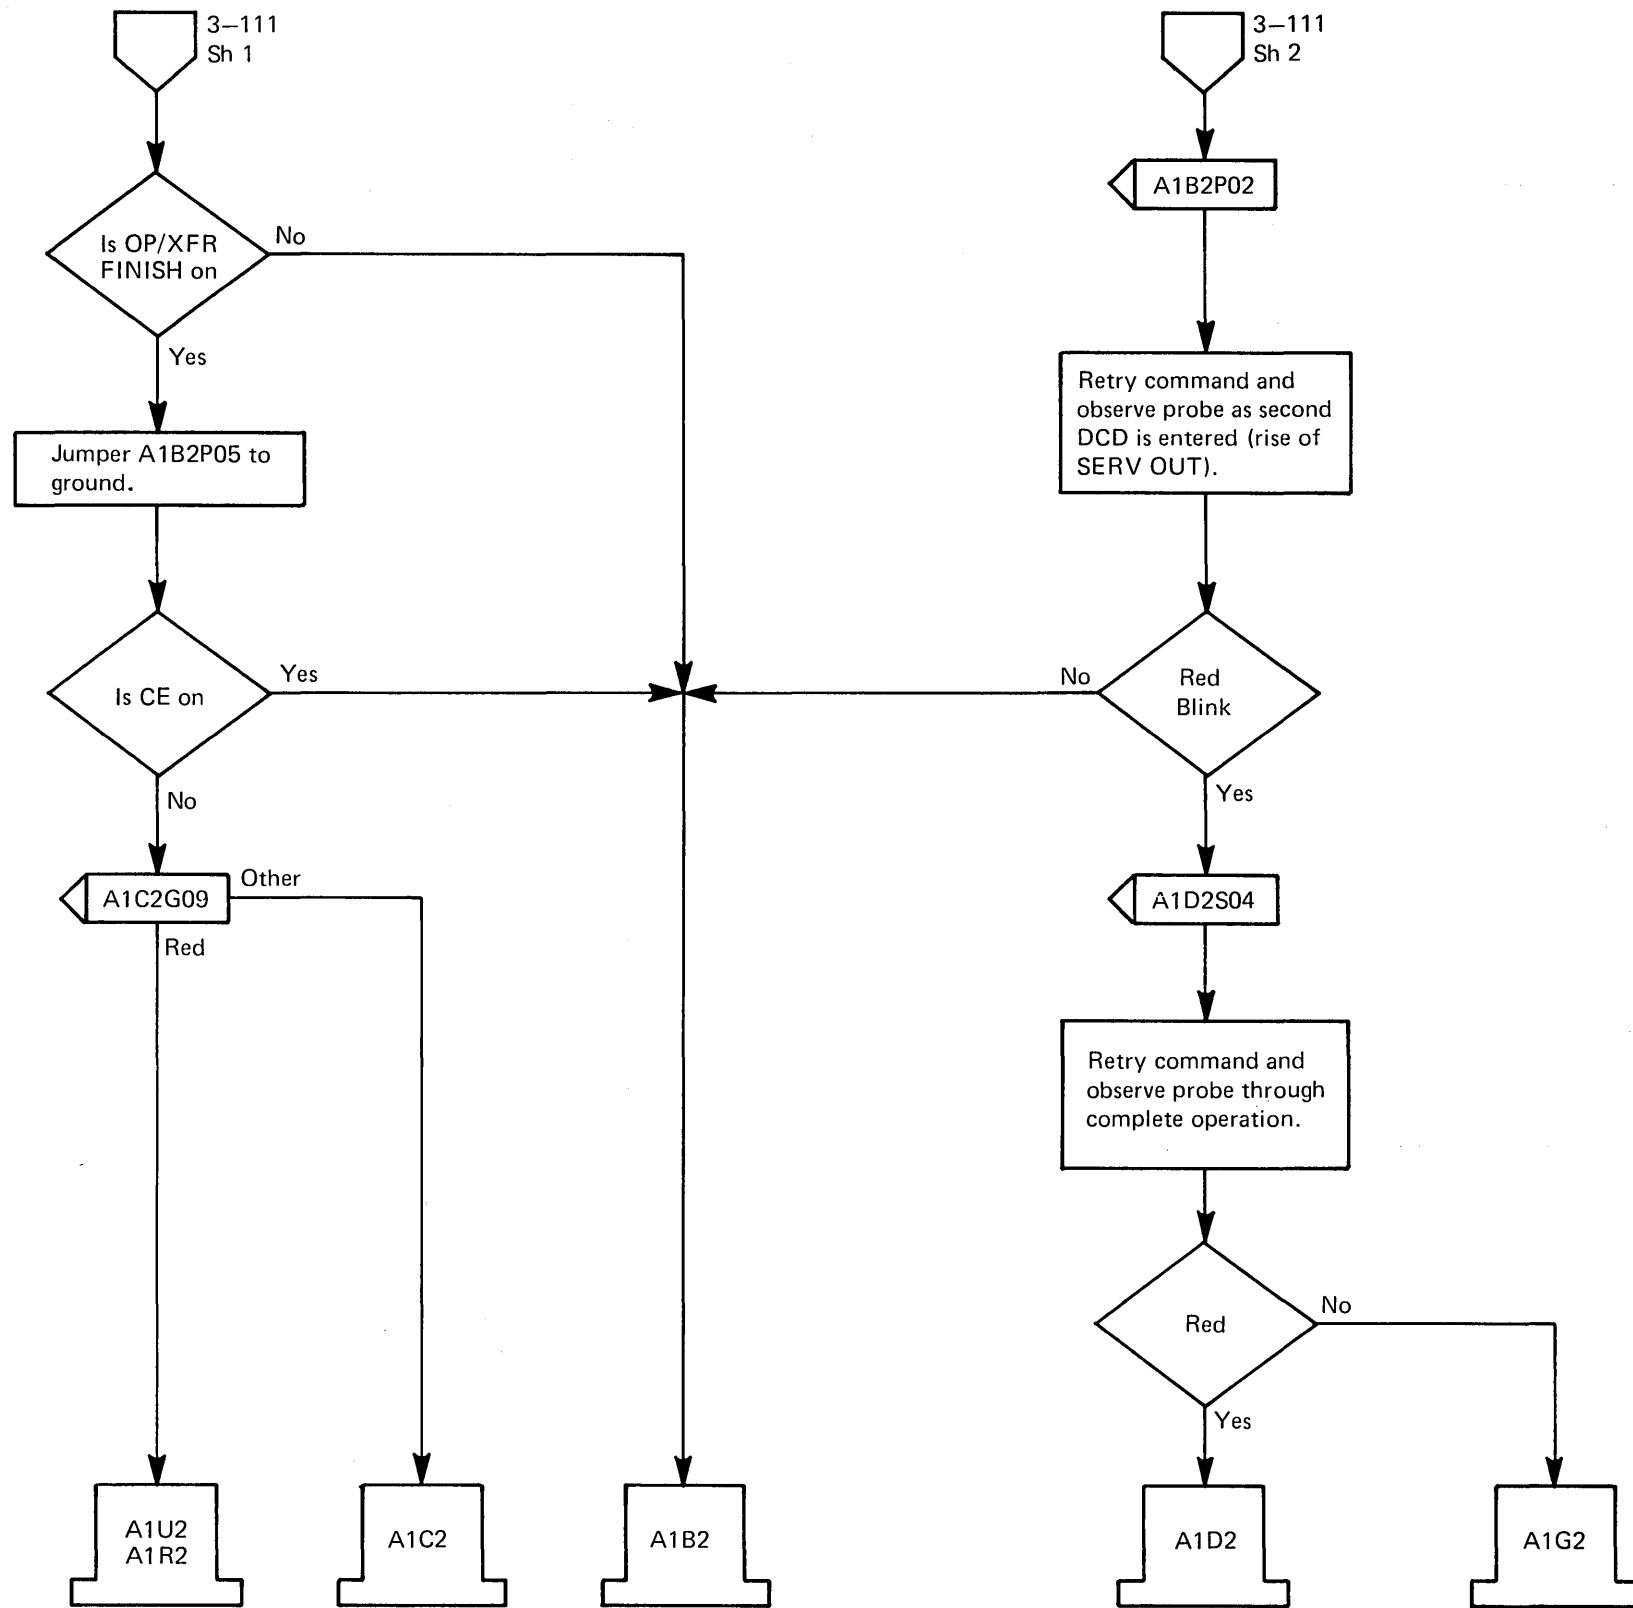 3–111
Sh 1
Is OP/XFR
FINISH on
No
Yes
Jumper A1B2P05 to
ground.
Is CE on
Yes
No
A1C2G09
Other
Red
A1U2
A1R2
A1C2
A1B2
3–111
Sh 2
A1B2P02
Retry command and
observe probe as second
DCD is entered (rise of
SERV OUT).
Red
Blink
No
Yes
A1D2S04
Retry command and
observe probe through
complete operation.
Red
No
Yes
A1D2
A1G2